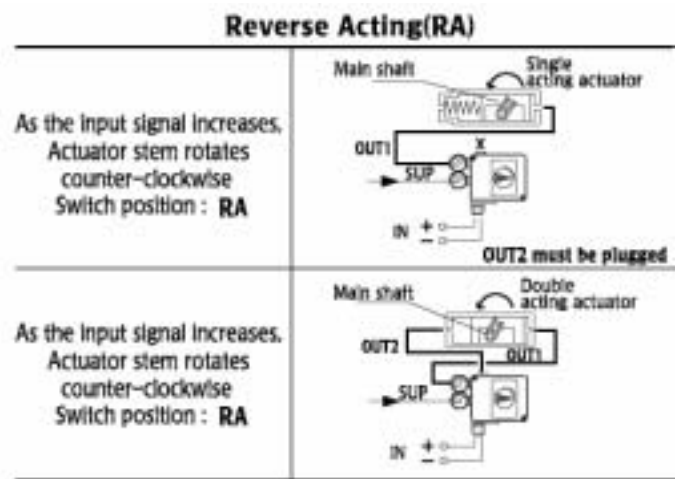 Reverse Acting(RA)
As the input signal increases,
Actuator stem rotates
counter-clockwise
Switch position : RA
Main shaft
Single
acting actuator
OUT1
X
SUP
IN + −
OUT2 must be plugged
As the input signal increases,
Actuator stem rotates
counter-clockwise
Switch position : RA
Main shaft
Double
acting actuator
OUT2
OUT1
SUP
IN + −